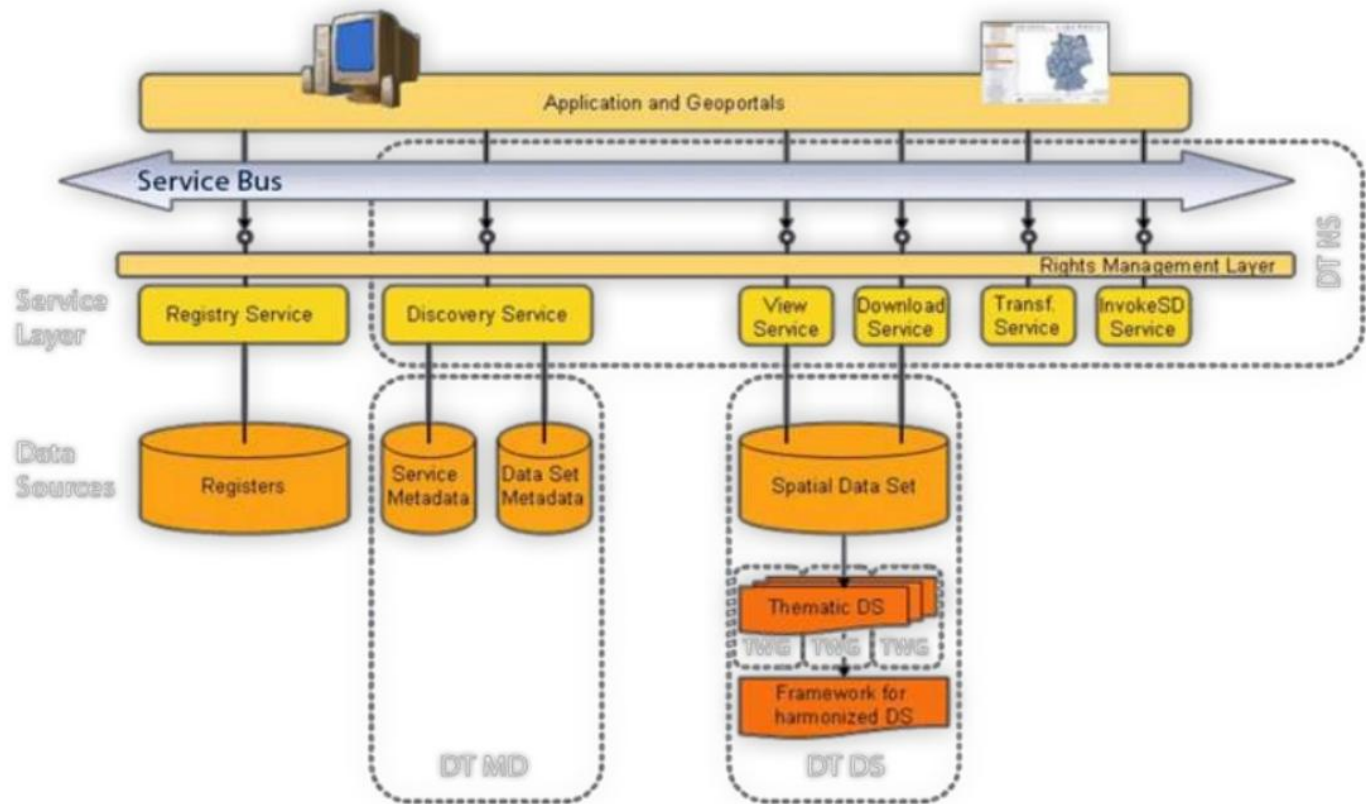 Application and Geoportals
Service Bus
DT NS
Rights Management Layer
Service
Layer
Registry Service
Discovery Service
View
Service
Download
Service
Transf.
Service
InvokeSD
Service
Data
Sources
Registers
Service
Metadata
Data Set
Metadata
Spatial Data Set
Thematic DS
TWG
TWG
TWG
Framework for
harmonized DS
DT MD
DT DS